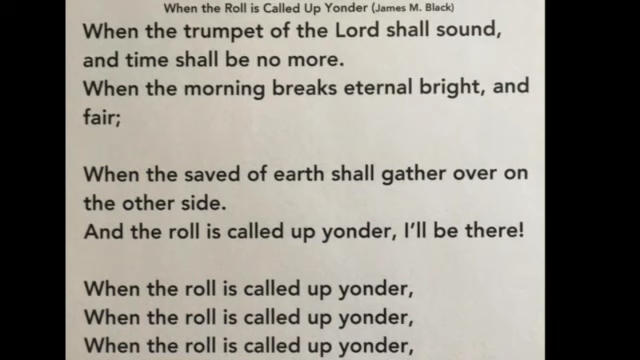 When the Roll is Called Up Yonder (James M. Black)
When the trumpet of the Lord shall sound,
and time shall be no more.
When the morning breaks eternal bright, and
fair;
When the saved of earth shall gather over on
the other side.
And the roll is called up yonder, I'll be there!
When the roll is called up yonder,
When the roll is called up yonder,
When the roll is called up yonder,